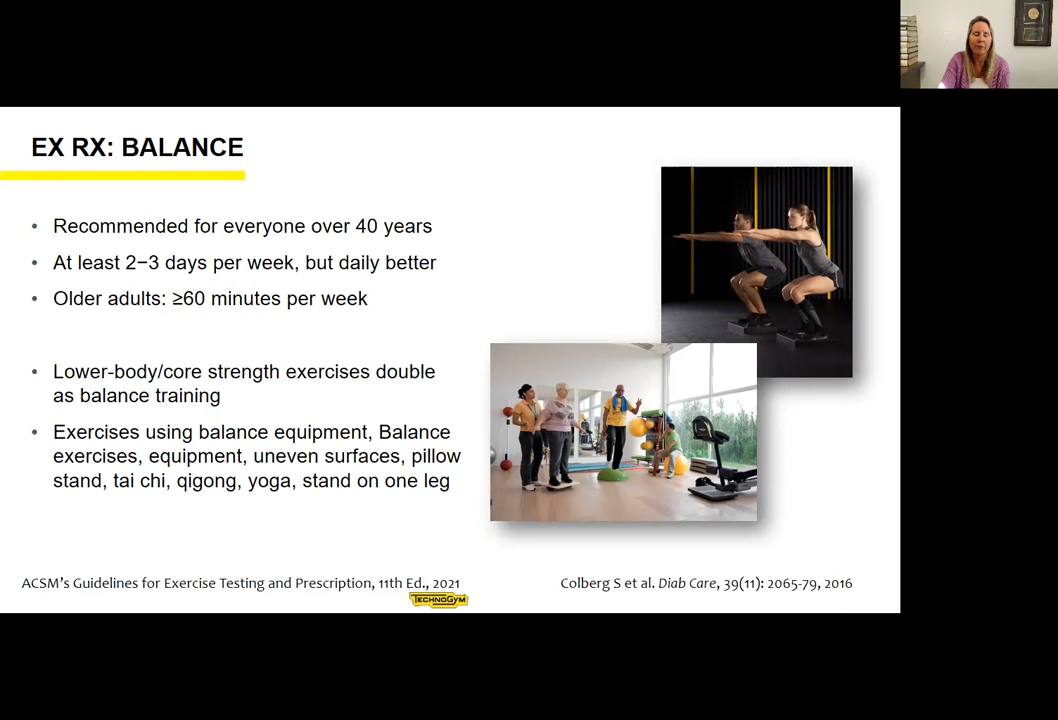 EX RX: BALANCE
• Recommended for everyone over 40 years
• At least 2−3 days per week, but daily better
• Older adults: ≥60 minutes per week
• Lower-body/core strength exercises double
as balance training
• Exercises using balance equipment, Balance
exercises, equipment, uneven surfaces, pillow
stand, tai chi, qigong, yoga, stand on one leg
ACSM's Guidelines for Exercise Testing and Prescription, 11th Ed., 2021
Colberg S et al. Diab Care, 39(11): 2065-79, 2016
TECHNOGYM